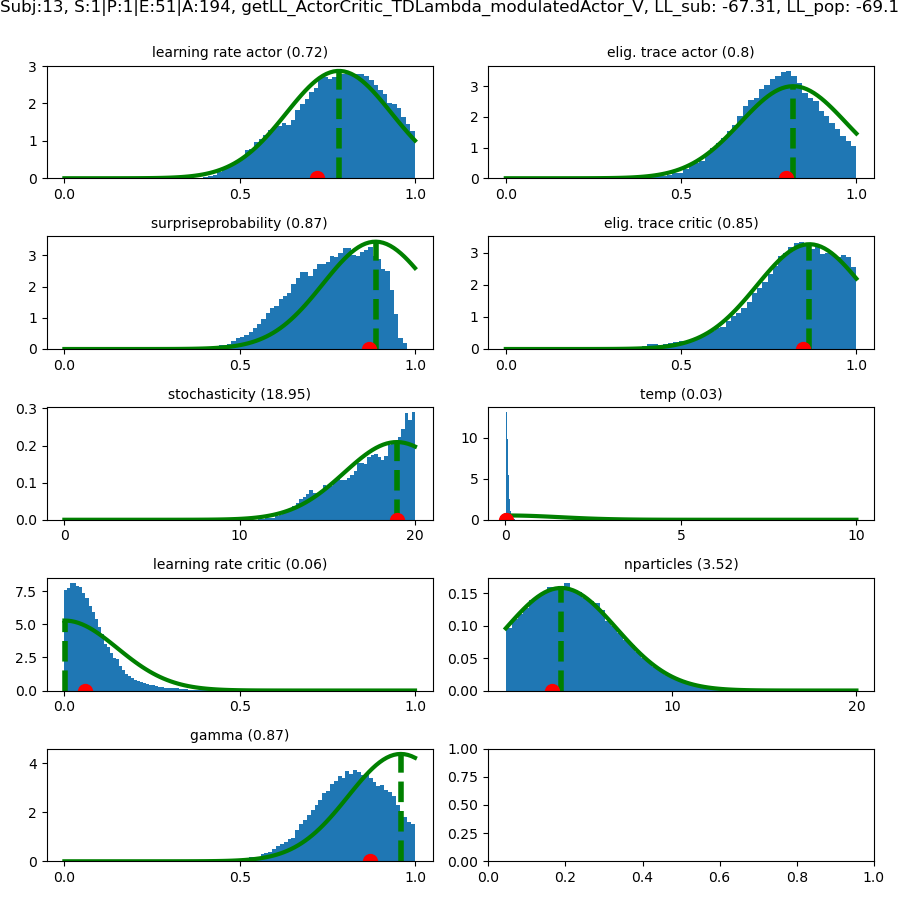 Subj:13, S:1|P:1|E:51|A:194, getLL_ActorCritic_TDLambda_modulatedActor_V, LL_sub: -67.31, LL_pop: -69.1
learning rate actor (0.72)
3
2
1
0
0.0 0.5 1.0
elig. trace actor (0.8)
3
2
1
0
0.0 0.5 1.0
surpriseprobability (0.87)
3
2
1
0
0.0 0.5 1.0
elig. trace critic (0.85)
3
2
1
0
0.0 0.5 1.0
stochasticity (18.95)
0.3
0.2
0.1
0.0
0 10 20
temp (0.03)
10
5
0
0 5 10
learning rate critic (0.06)
7.5
5.0
2.5
0.0
0.0 0.5 1.0
nparticles (3.52)
0.15
0.10
0.05
0.00
10 20
gamma (0.87)
4
2
0
0.0 0.5 1.0
1.00
0.75
0.50
0.25
0.00
0.0 0.2 0.4 0.6 0.8 1.0